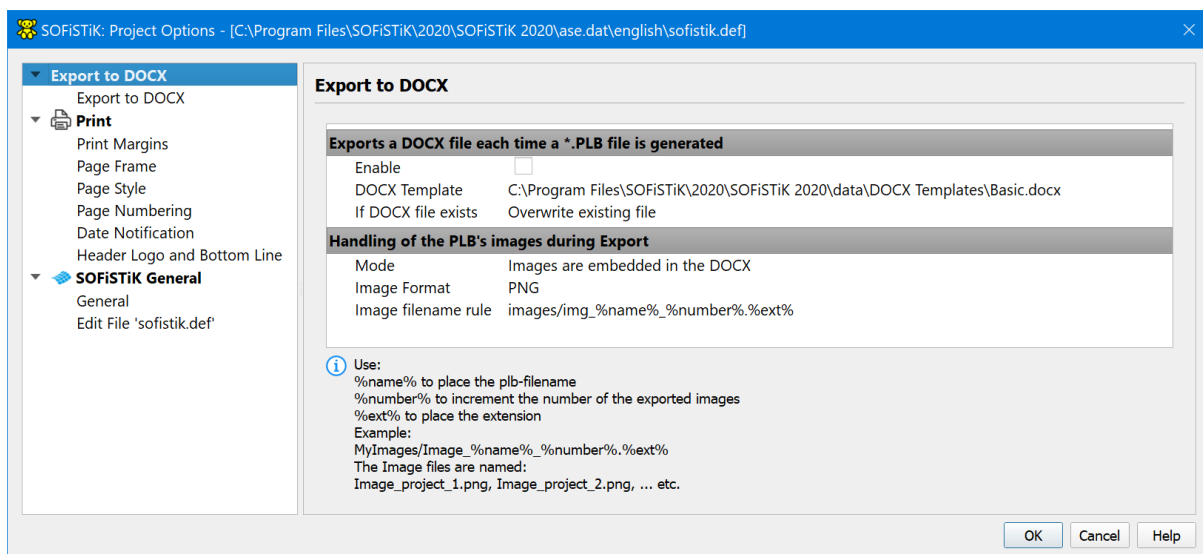 SOFiSTiK: Project Options - [C:\Program Files\SOFiSTiK\2020\SOFiSTiK 2020\ase.dat\english\sofistik.def]
Export to DOCX
Export to DOCX
Print
Print Margins
Page Frame
Page Style
Page Numbering
Date Notification
Header Logo and Bottom Line
SOFiSTiK General
General
Edit File 'sofistik.def'
Export to DOCX
Exports a DOCX file each time a *.PLB file is generated
Enable
DOCX Template C:\Program Files\SOFiSTiK\2020\SOFiSTiK 2020\data\DOCX Templates\Basic.docx
If DOCX file exists Overwrite existing file
Handling of the PLB's images during Export
Mode Images are embedded in the DOCX
Image Format PNG
Image filename rule images/img_%name%_%number%.%ext%
Use:
%name% to place the plb-filename
%number% to increment the number of the exported images
%ext% to place the extension
Example:
MyImages/Image_%name%_%number%.%ext%
The Image files are named:
Image_project_1.png, Image_project_2.png, ... etc.
OK Cancel Help